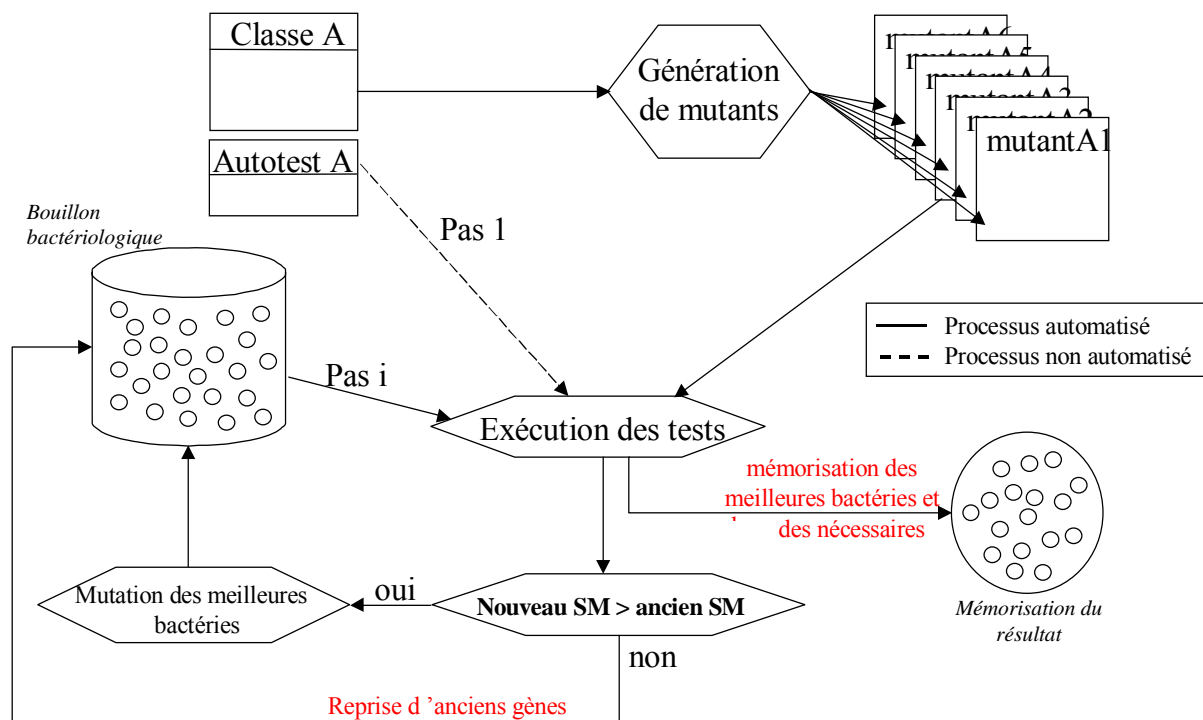 Classe A
Autotest A
Génération
de mutants
mutantA1
Bouillon
bactériologique
Pas 1
Pas i
Processus automatisé
Processus non automatisé
Exécution des tests
mémorisation des
meilleures bactéries et
des nécessaires
Mutation des meilleures
bactéries
oui
Nouveau SM > ancien SM
non
Mémorisation du
résultat
Reprise d ’anciens gènes